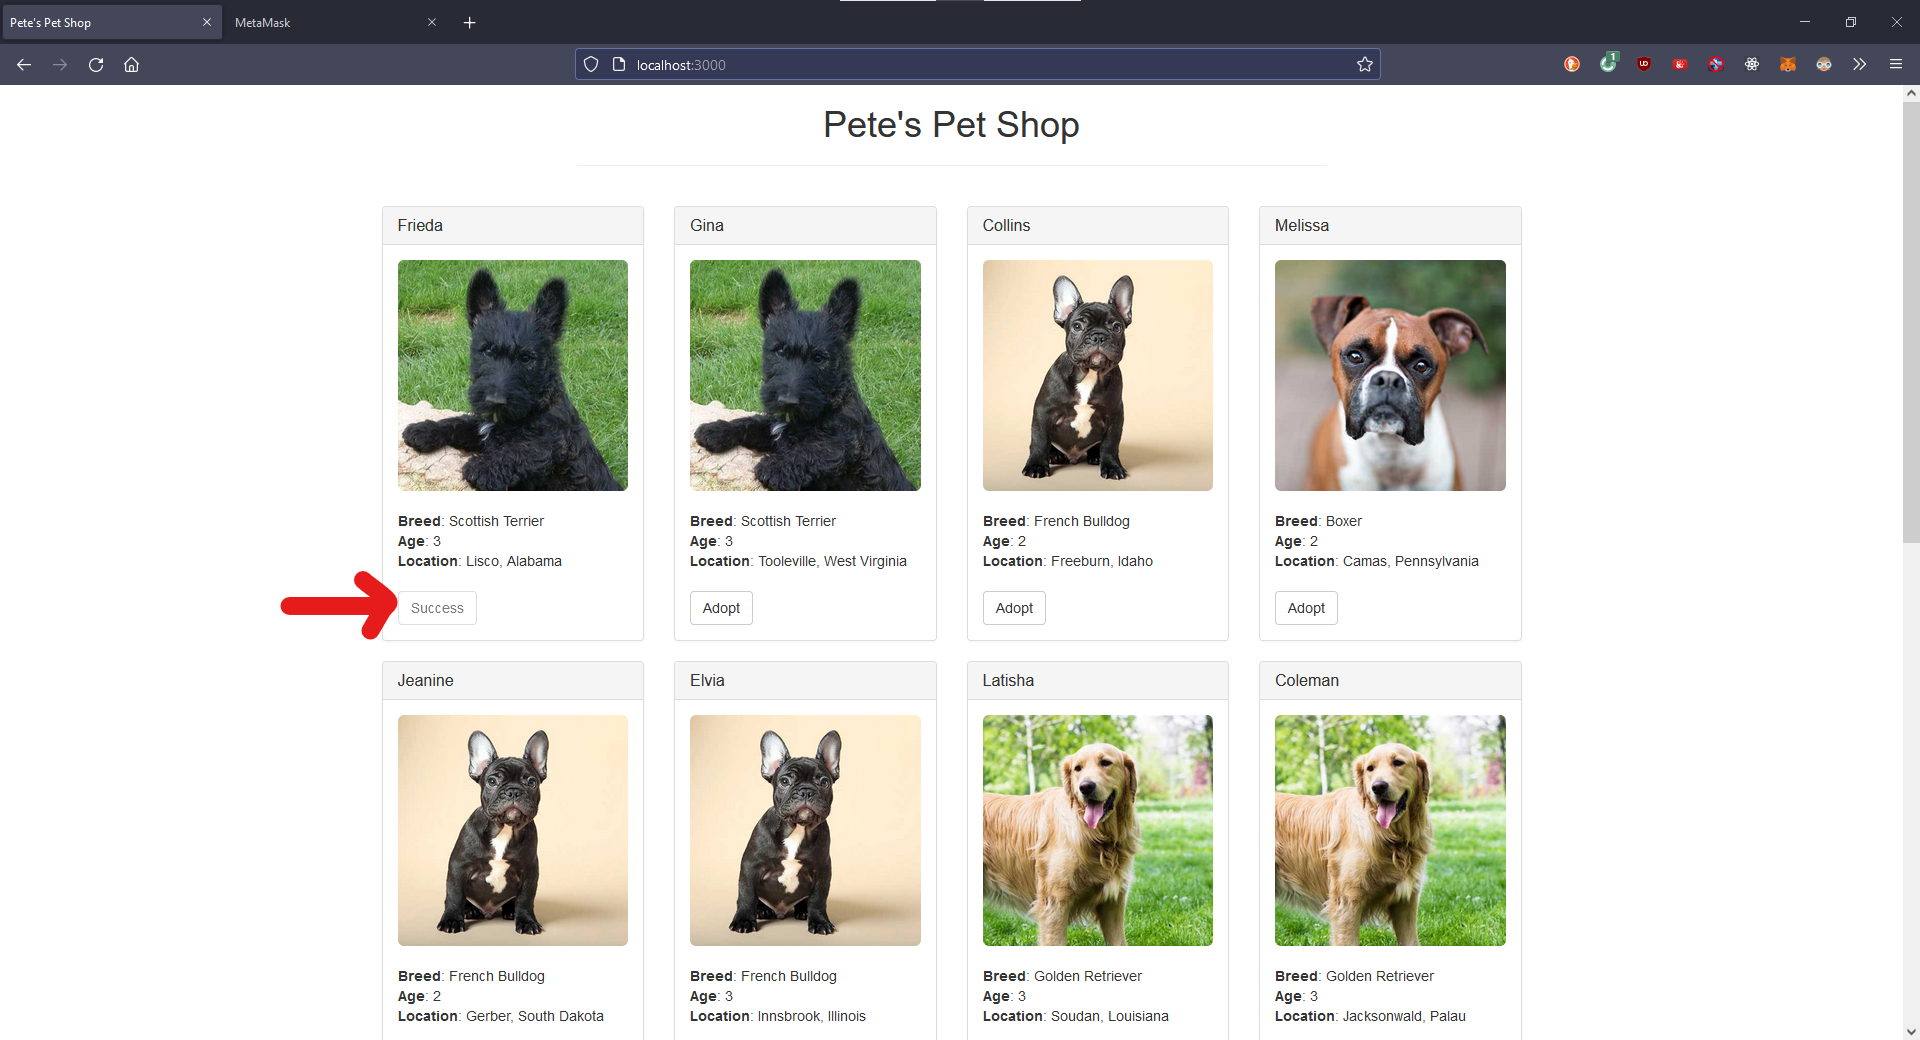 Pete's Pet Shop
MetaMask
localhost:3000
1
Pete's Pet Shop
Frieda
Gina
Collins
Melissa
Breed: Scottish Terrier
Age: 3
Location: Lisco, Alabama
Success
Breed: Scottish Terrier
Age: 3
Location: Tooleville, West Virginia
Adopt
Breed: French Bulldog
Age: 2
Location: Freeburn, Idaho
Adopt
Breed: Boxer
Age: 2
Location: Camas, Pennsylvania
Adopt
Jeanine
Elvia
Latisha
Coleman
Breed: French Bulldog
Age: 2
Location: Gerber, South Dakota
Breed: French Bulldog
Age: 3
Location: Innsbrook, Illinois
Breed: Golden Retriever
Age: 3
Location: Soudan, Louisiana
Breed: Golden Retriever
Age: 3
Location: Jacksonwald, Palau